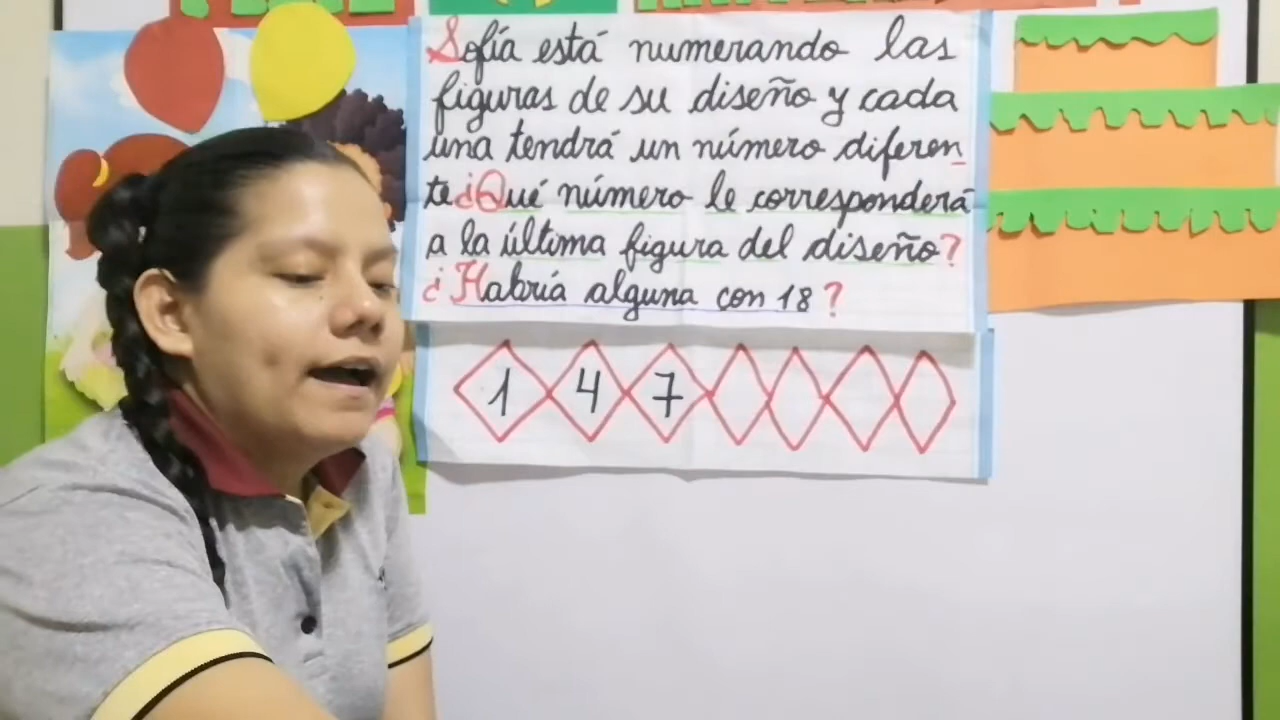 Sofía está numerando las
figuras de su diseño y cada
una tendrá un número diferen_
te ¿Qué número le corresponderá
a la última figura del diseño?
¿Habría alguna con 18?
1 4 7